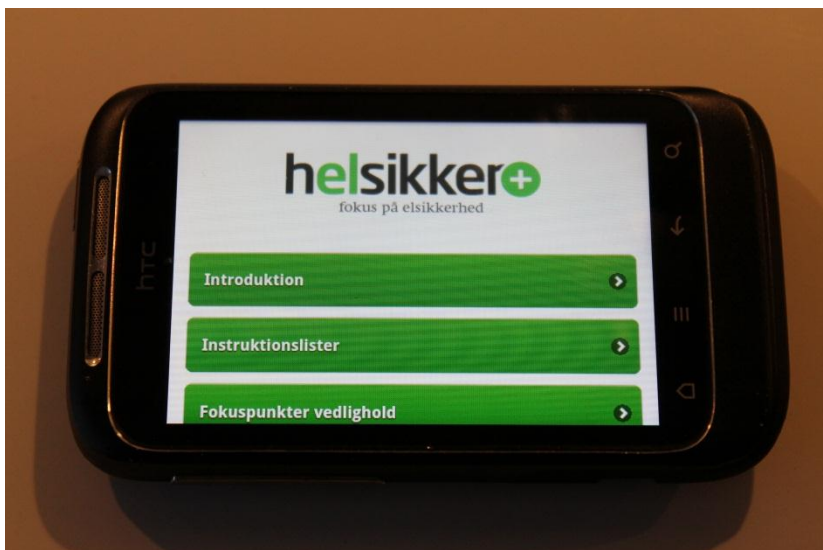 helsikker+
fokus på elsikkerhed
Introduktion
Instruktionslister
Fokuspunkter vedlighold
hTC